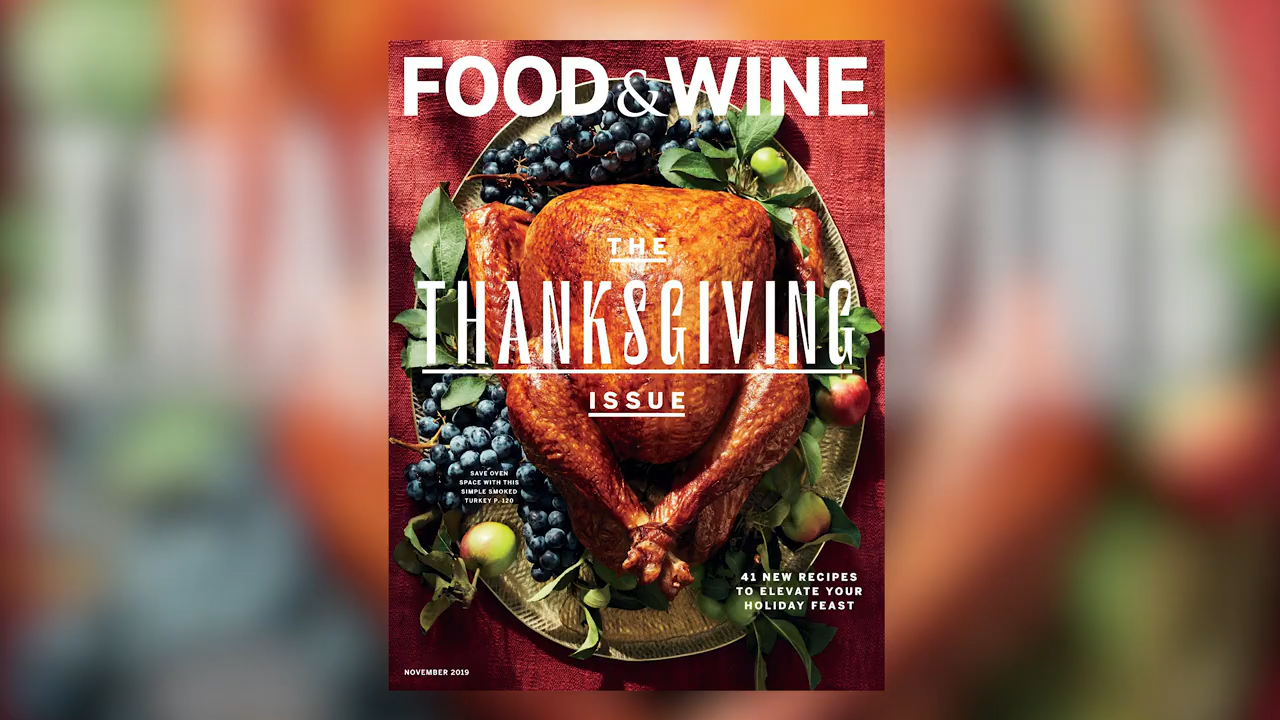 FOOD & WINE
THE
THANKSGIVING
ISSUE
SAVE OVEN
SPACE WITH THIS
SIMPLE SMOKED
TURKEY P. 120
41 NEW RECIPES
TO ELEVATE YOUR
HOLIDAY FEAST
NOVEMBER 2019